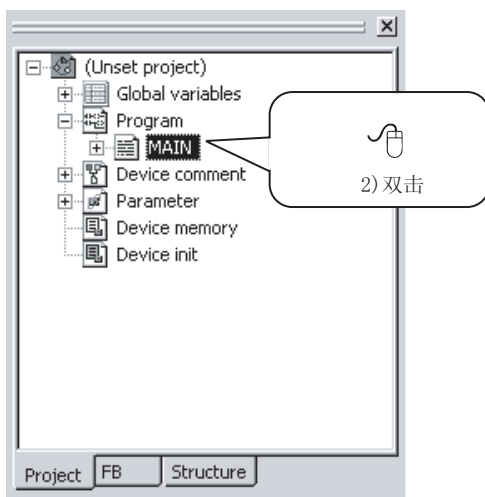 (Unset project)
Global variables
Program
MAIN
Device comment
Parameter
Device memory
Device init
2)双击
Project FB Structure